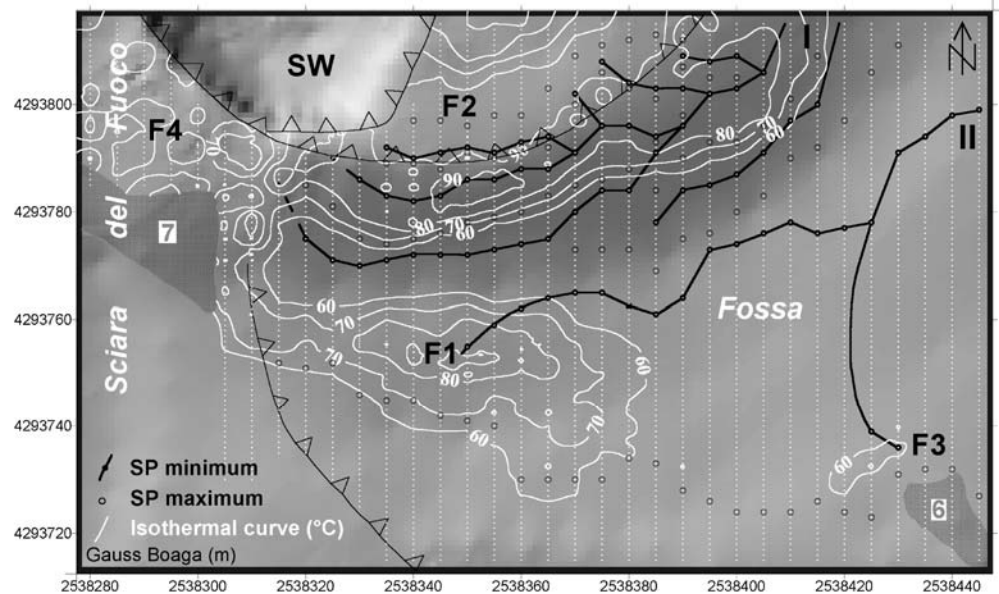 SW
F2
I
N
4293800
Fuoco
F4
80
70
60
II
90
4293780
del
7
80
70
60
4293760
60
70
F1
Fossa
60
70
80
Sciara
70
4293740
60
60
F3
SP minimum
SP maximum
6
Isothermal curve (°C)
4293720
Gauss Boaga (m)
2538280 2538300 2538320 2538340 2538360 2538380 2538400 2538420 2538440